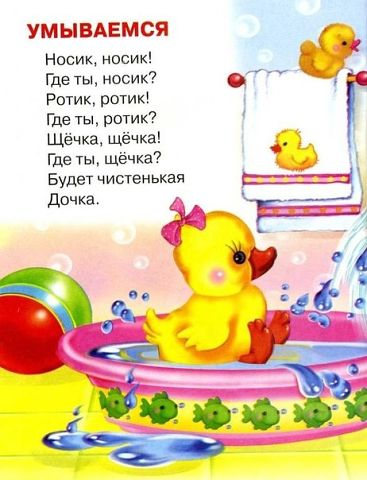 УМЫВАЕМСЯ
Носик, носик!
Где ты, носик?
Ротик, ротик!
Где ты, ротик?
Щёчка, щёчка!
Где ты, щёчка?
Будет чистенькая
Дочка.